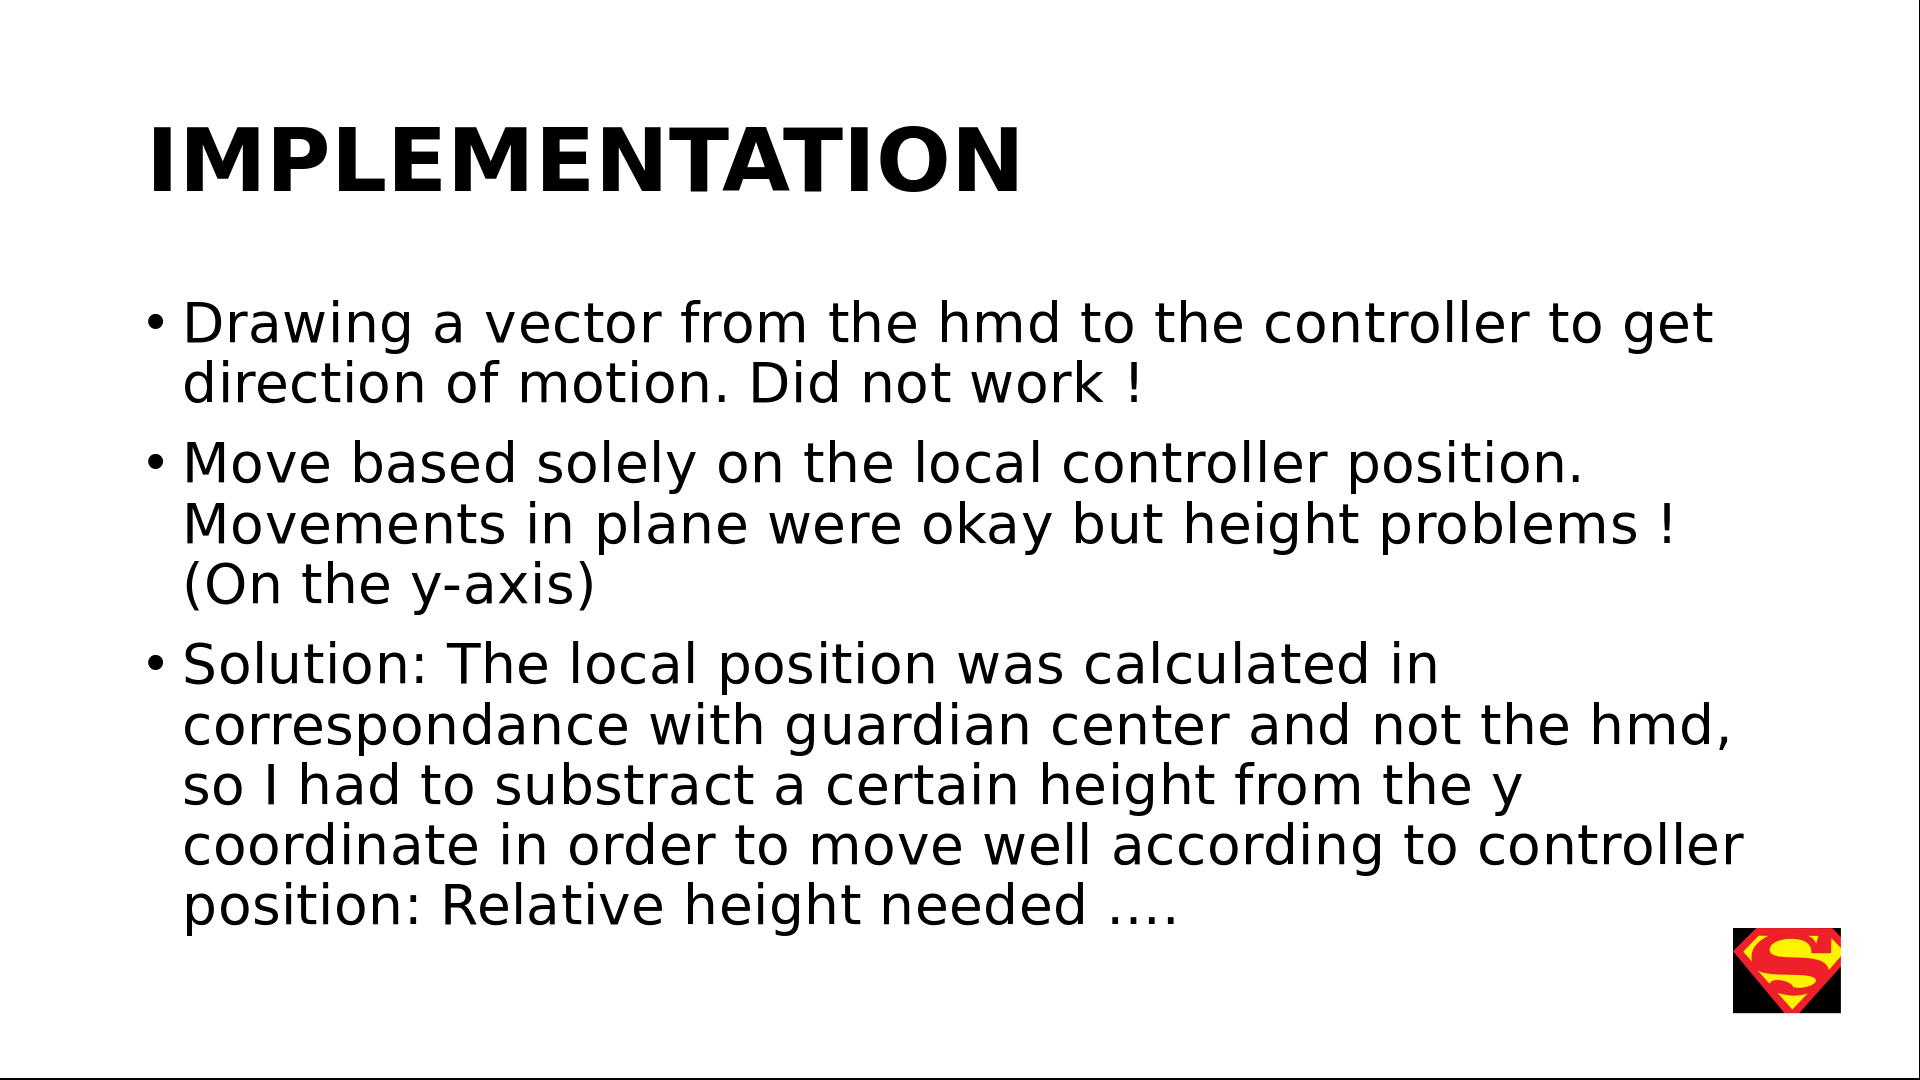 IMPLEMENTATION
• Drawing a vector from the hmd to the controller to get
direction of motion. Did not work !
• Move based solely on the local controller position.
Movements in plane were okay but height problems !
(On the y-axis)
• Solution: The local position was calculated in
correspondance with guardian center and not the hmd,
so I had to substract a certain height from the y
coordinate in order to move well according to controller
position: Relative height needed ....
S